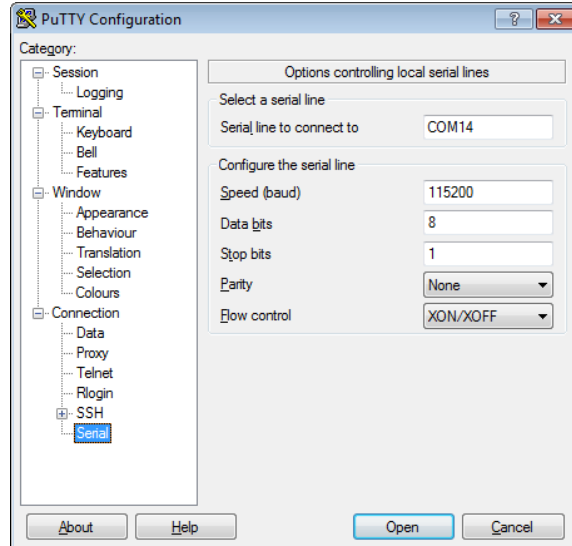 PuTTY Configuration
Category:
Session
Logging
Terminal
Keyboard
Bell
Features
Window
Appearance
Behaviour
Translation
Selection
Colours
Connection
Data
Proxy
Telnet
Rlogin
SSH
Serial
Options controlling local serial lines
Select a serial line
Serial line to connect to COM14
Configure the serial line
Speed (baud) 115200
Data bits 8
Stop bits 1
Parity None
Flow control XON/XOFF
About Help Open Cancel